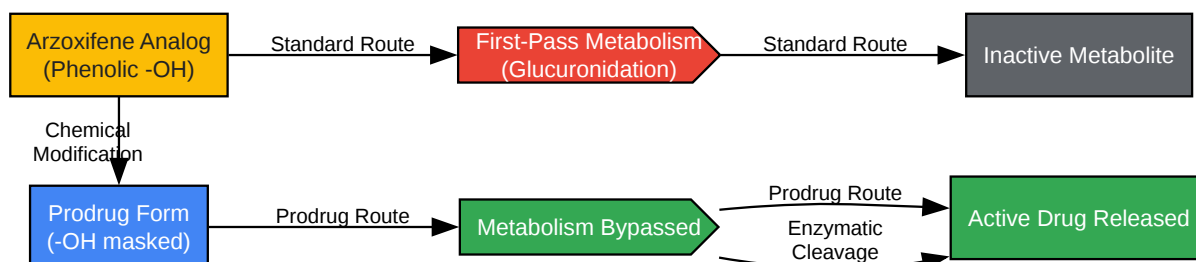 Arzoxifene Analog
(Phenolic -OH)
Standard Route
First-Pass Metabolism
(Glucuronidation)
Standard Route
Inactive Metabolite
Chemical
Modification
Prodrug Form
(-OH masked)
Prodrug Route
Metabolism Bypassed
Prodrug Route
Enzymatic
Cleavage
Active Drug Released